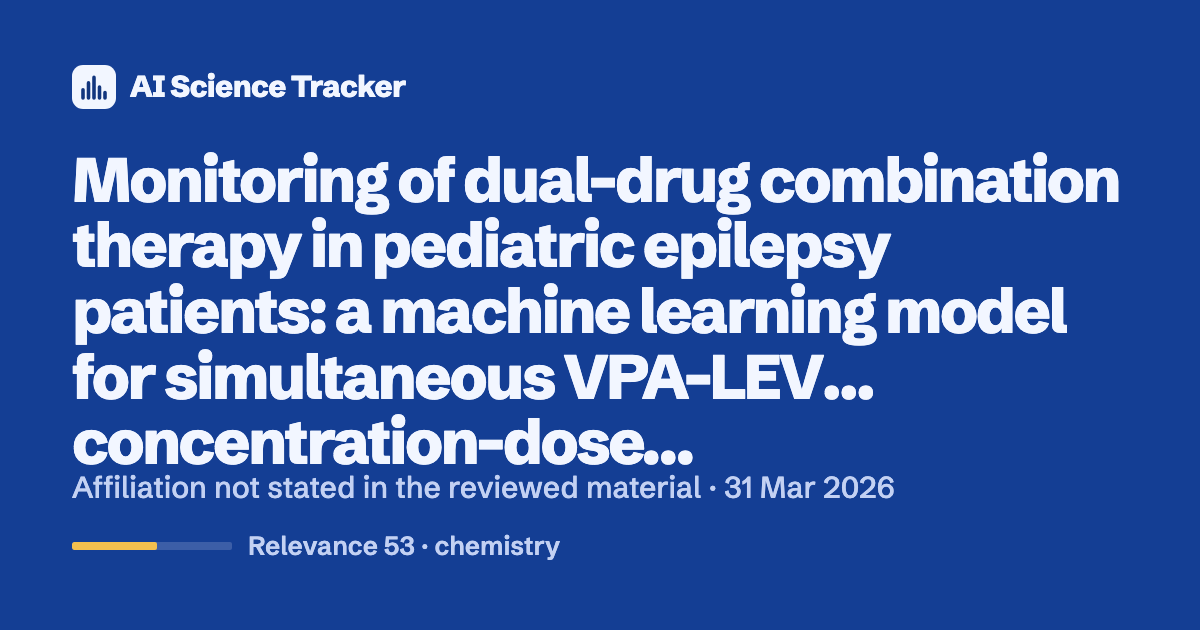 AI Science Tracker
Monitoring of dual-drug combination
therapy in pediatric epilepsy
patients: a machine learning model
for simultaneous VPA-LEV...
concentration-dose...
Affiliation not stated in the reviewed material · 31 Mar 2026
Relevance 53 · chemistry